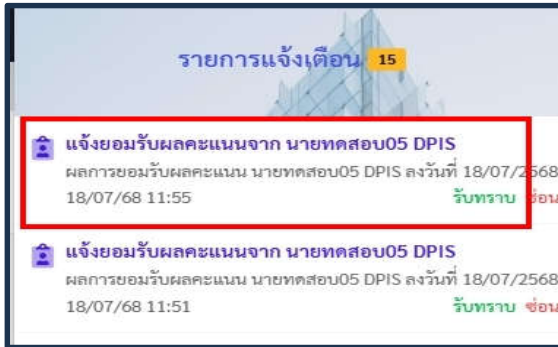 รายการแจ้งเตือน 15
แจ้งยอมรับผลคะแนนจาก นายทดสอบ05 DPIS
ผลการยอมรับผลคะแนน นายทดสอบ05 DPIS ลงวันที่ 18/07/2568
18/07/68 11:55 รับทราบ ซ่อน
แจ้งยอมรับผลคะแนนจาก นายทดสอบ05 DPIS
ผลการยอมรับผลคะแนน นายทดสอบ05 DPIS ลงวันที่ 18/07/2568
18/07/68 11:51 รับทราบ ซ่อน